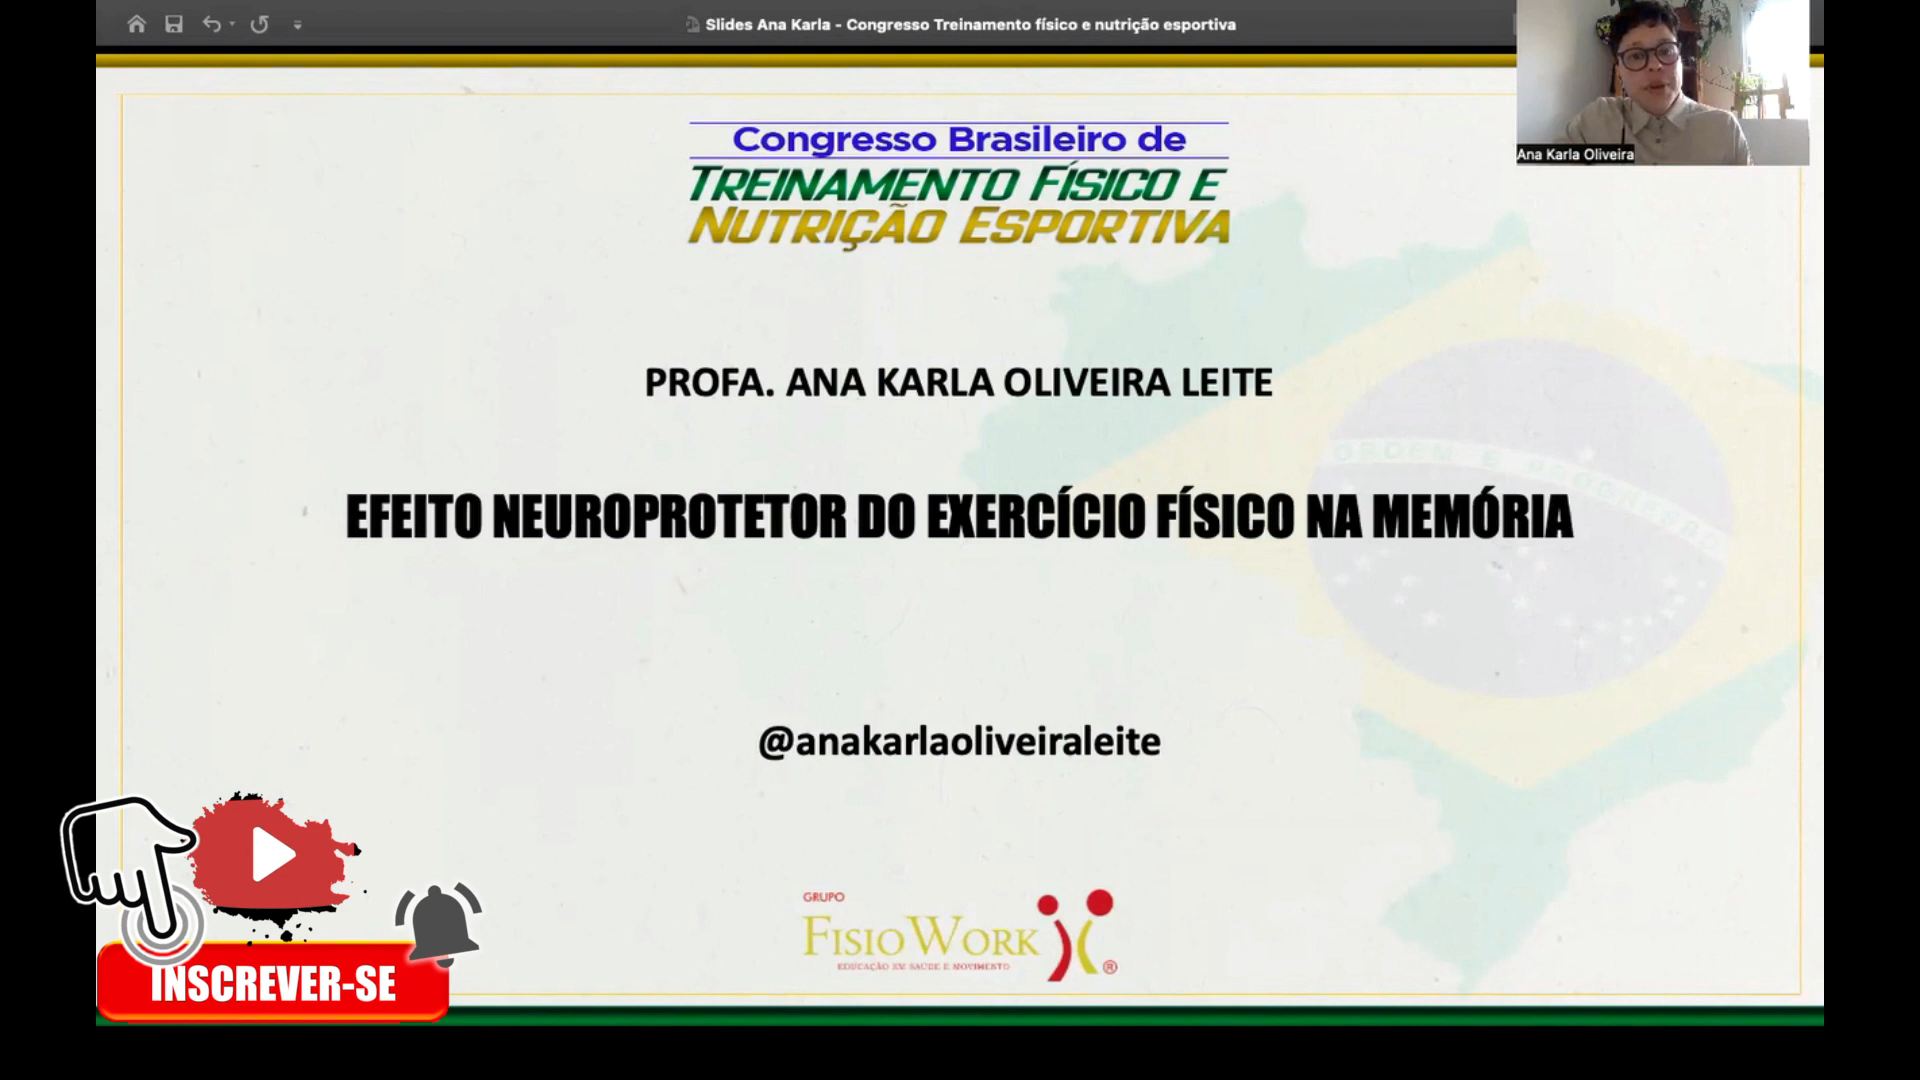 Slides Ana Karla - Congresso Treinamento físico e nutrição esportiva
Ana Karla Oliveira
Congresso Brasileiro de
TREINAMENTO FÍSICO E
NUTRIÇÃO ESPORTIVA
PROFA. ANA KARLA OLIVEIRA LEITE
ORDEM E PROGRESSO
EFEITO NEUROPROTETOR DO EXERCÍCIO FÍSICO NA MEMÓRIA
@anakarlaoliveiraleite
GRUPO
FISIOWORK
EDUCAÇÃO EM SAÚDE E MOVIMENTO
®
INSCREVER-SE